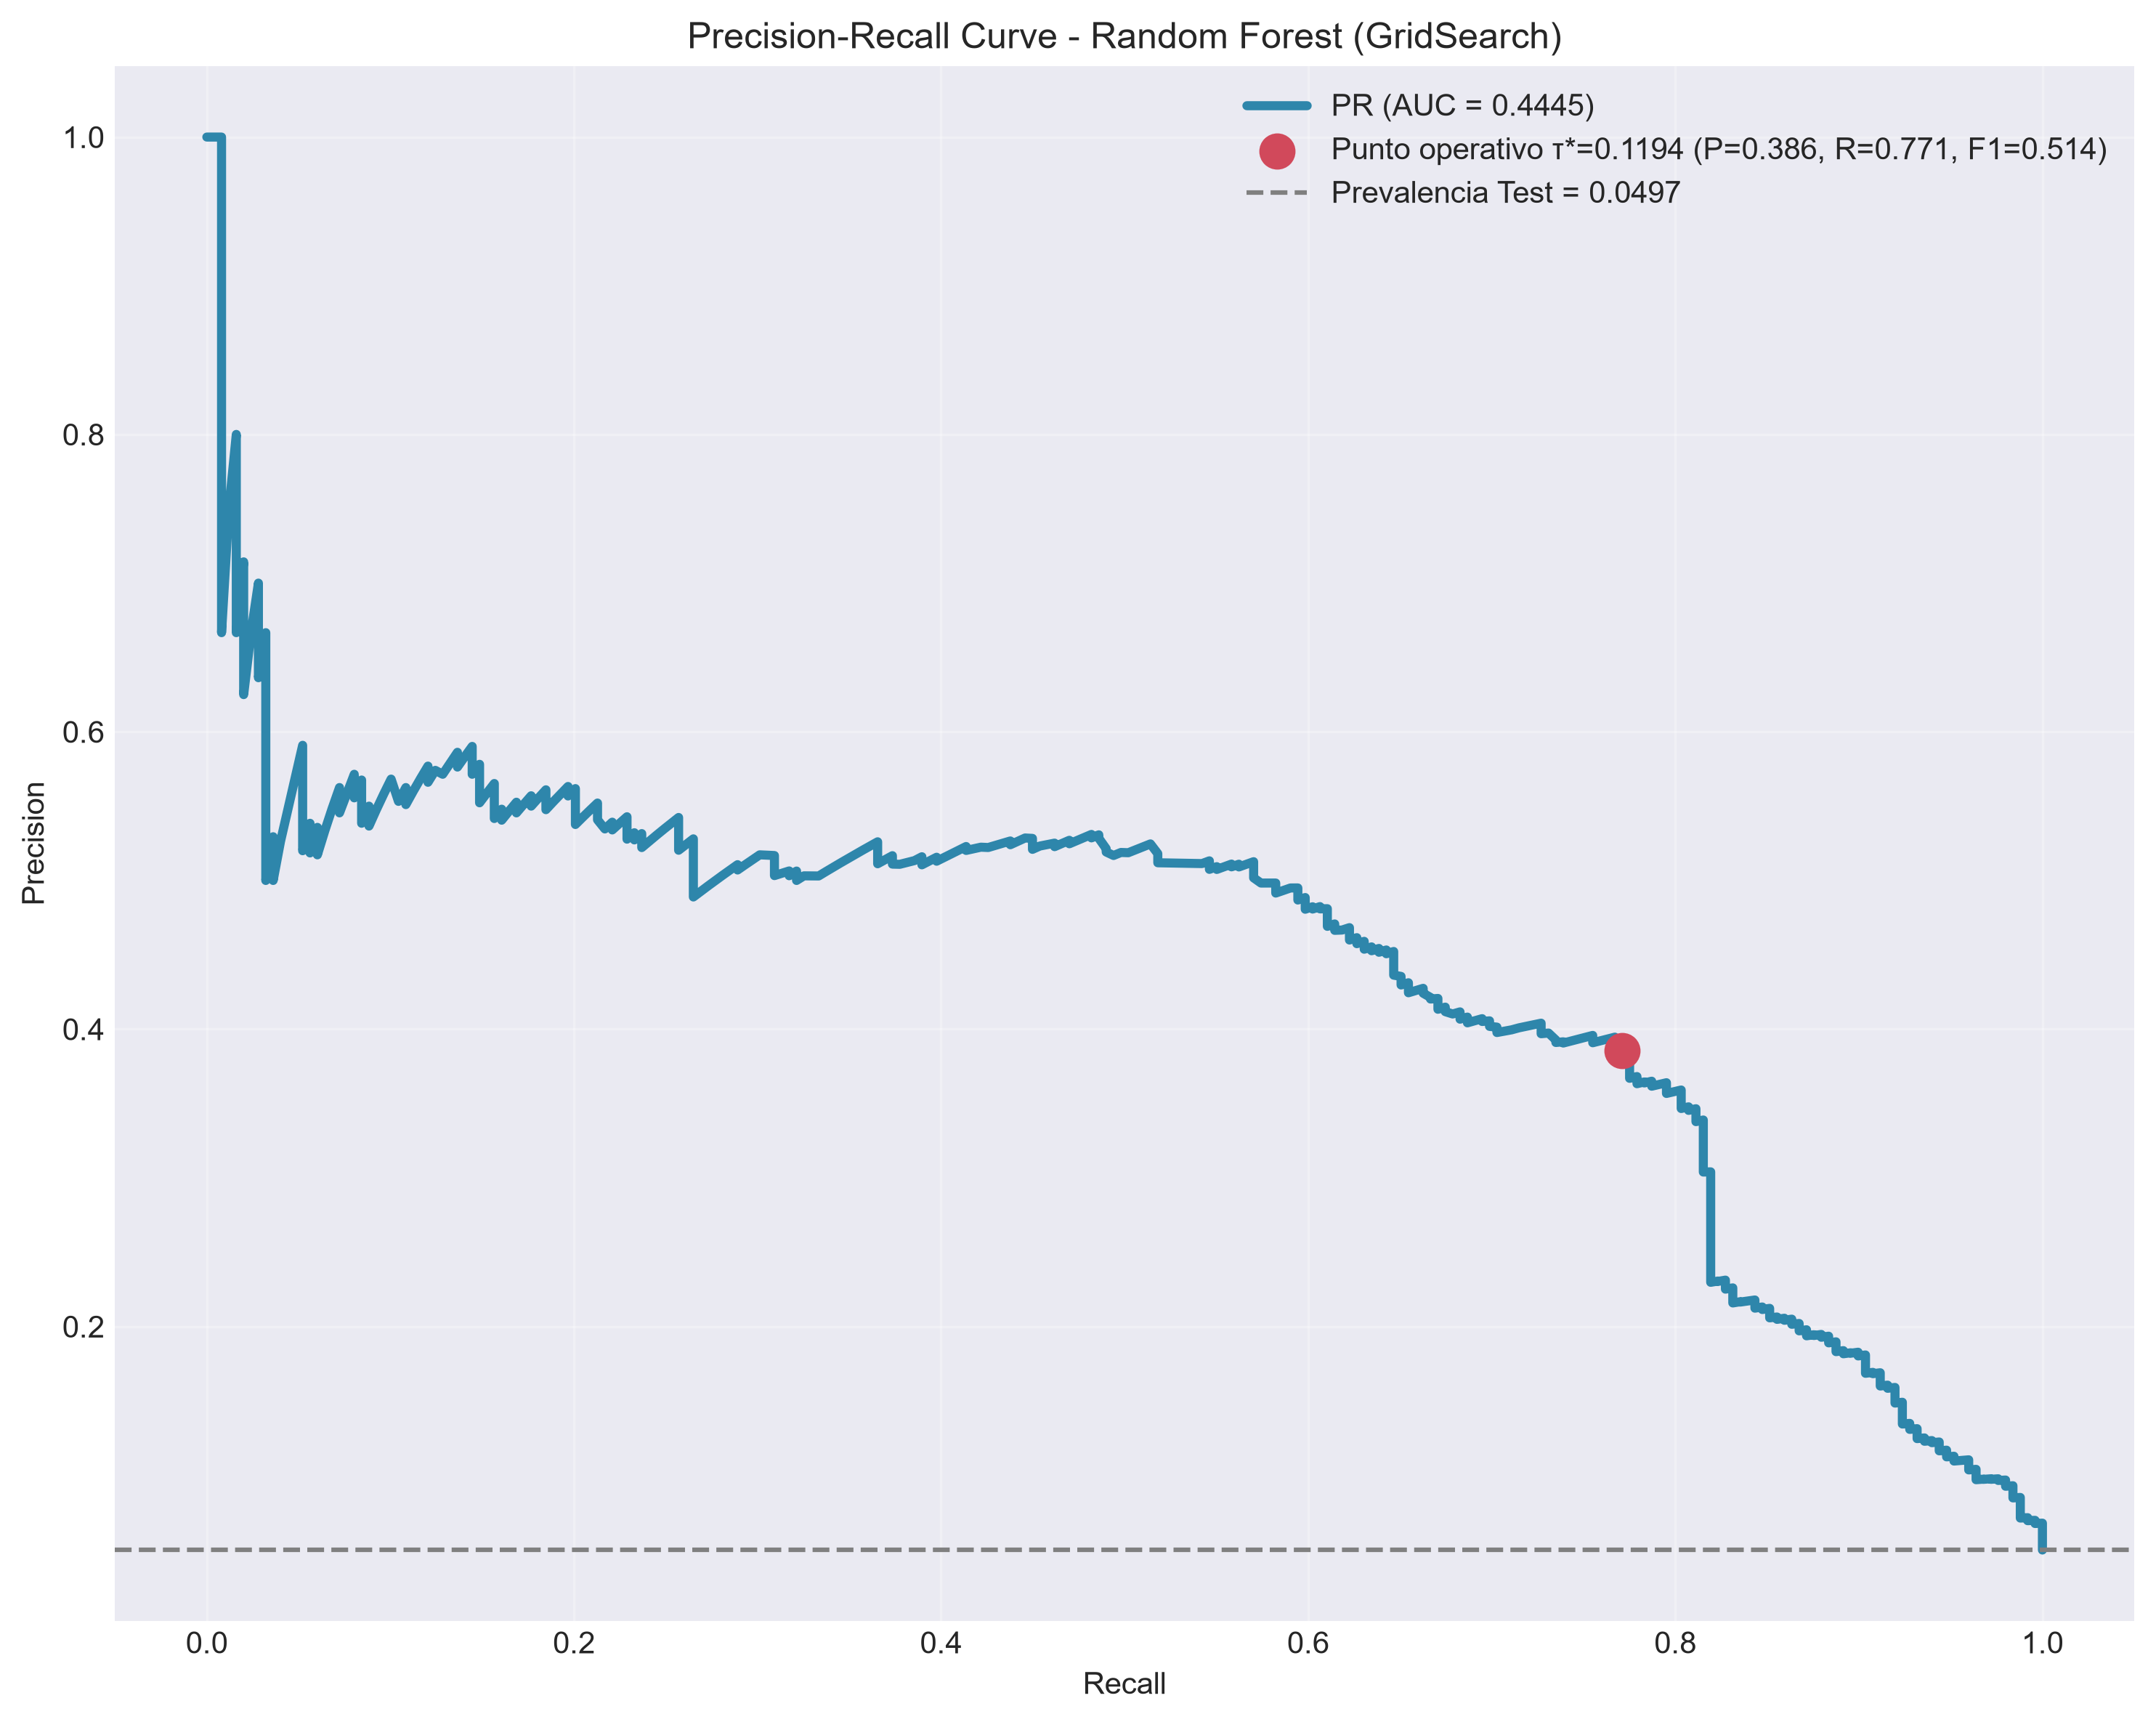 Precision-Recall Curve - Random Forest (GridSearch)
PR (AUC = 0.4445)
Punto operativo τ*=0.1194 (P=0.386, R=0.771, F1=0.514)
Prevalencia Test = 0.0497
Precision
1.0
0.8
0.6
0.4
0.2
0.0 0.2 0.4 0.6 0.8 1.0
Recall